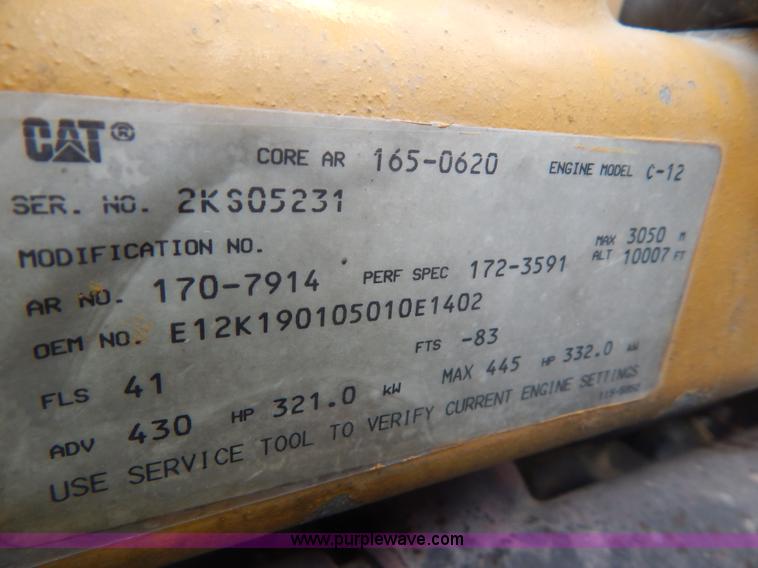 CAT®
CORE AR 165-0620 ENGINE MODEL C-12
SER. NO. 2KS05231
MODIFICATION NO. MAX 3050 M
ALT 10007 FT
AR NO. 170-7914 PERF SPEC 172-3591
OEM NO. E12K190105010E1402
FLS 41 FTS -83
ADV 430 HP 321.0 kW MAX 445 HP 332.0 kW
USE SERVICE TOOL TO VERIFY CURRENT ENGINE SETTINGS
www.purplewave.com